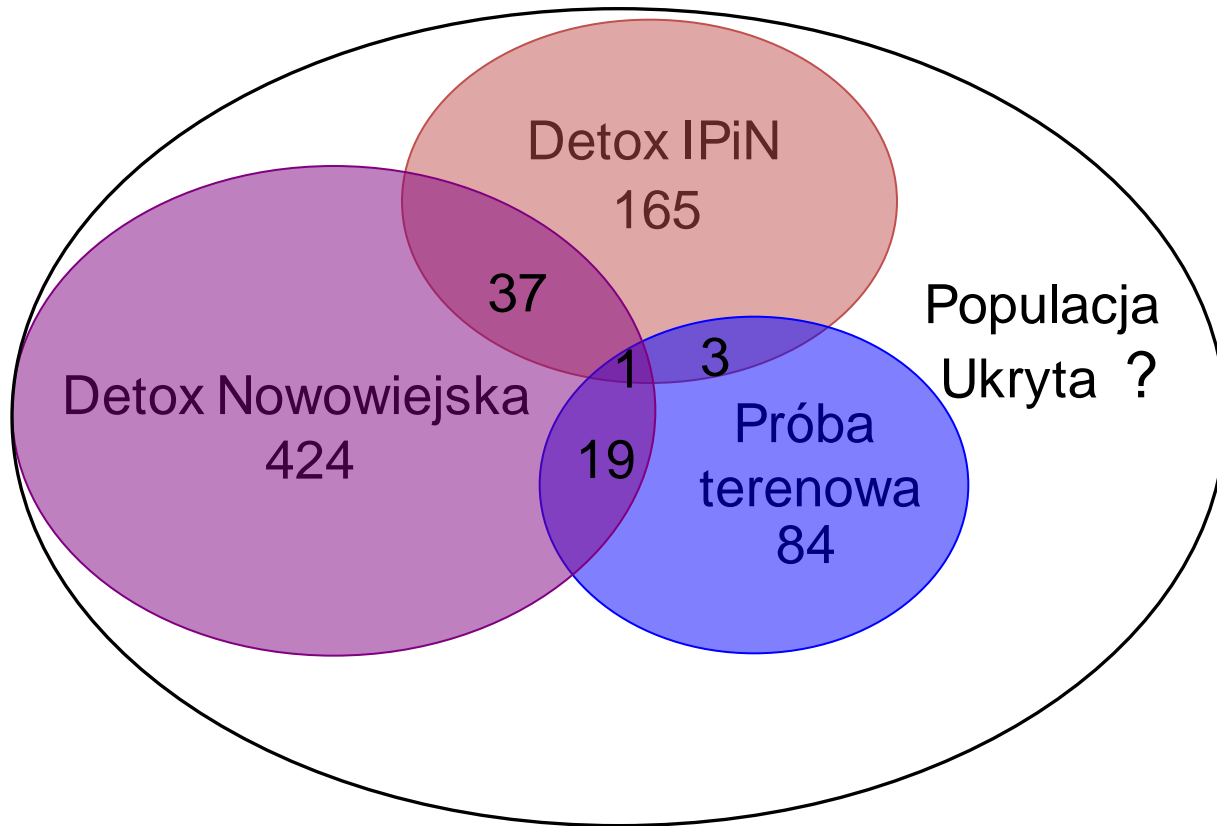 Detox IPiN
165
37
Populacja
Ukryta ?
1
3
Detox Nowowiejska
424
19
Próba
terenowa
84